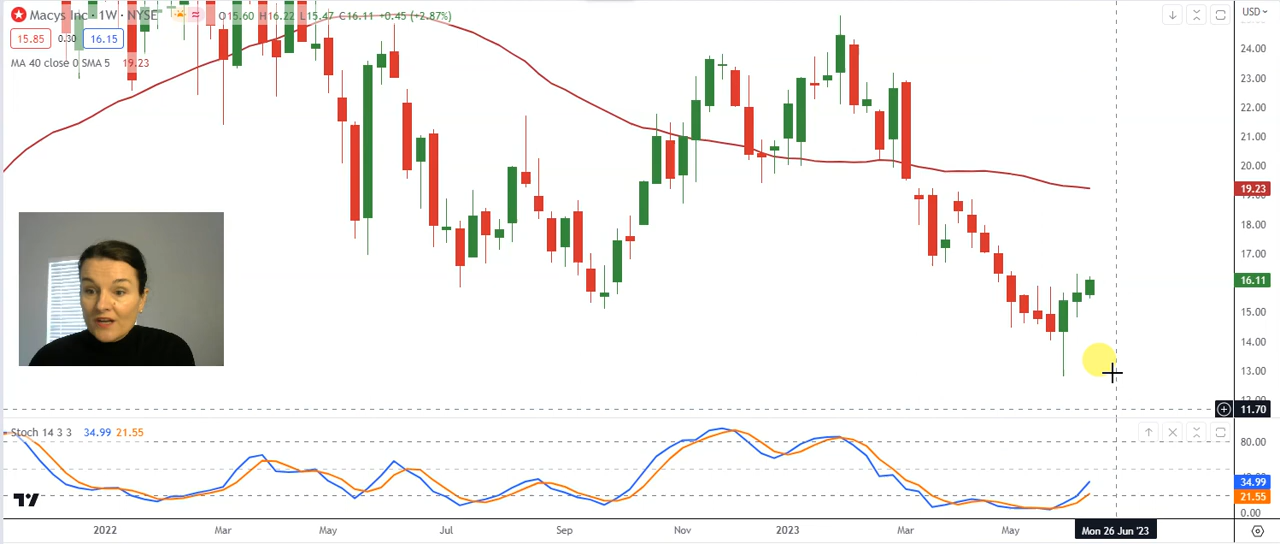 Macys Inc · 1W · NYSE O15.60 H16.22 L15.47 C16.11 +0.45 (+2.87%)
15.85 0.30 16.15
MA 40 close 0 SMA 5 19.23
USD
24.00
23.00
22.00
21.00
20.00
19.23
18.00
17.00
16.11
15.00
14.00
13.00
11.70
Stoch 14 3 3 34.99 21.55
80.00
34.99
21.55
0.00
2022 Mar May Jul Sep Nov 2023 Mar May Mon 26 Jun '23